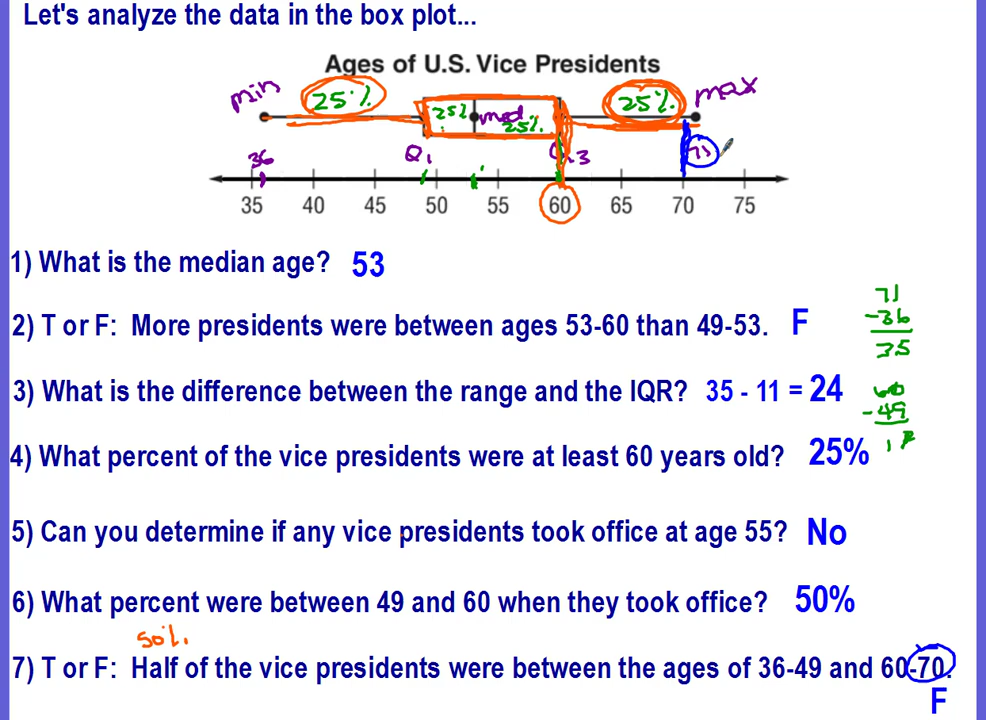 Let's analyze the data in the box plot...
Ages of U.S. Vice Presidents
min 25% 25% med. 25% 25% max
36 Q1 Q3 71
35 40 45 50 55 60 65 70 75
1) What is the median age? 53
71
2) T or F: More presidents were between ages 53-60 than 49-53. F
-36
35
3) What is the difference between the range and the IQR? 35 - 11 = 24
60
-49
4) What percent of the vice presidents were at least 60 years old? 25%
5) Can you determine if any vice presidents took office at age 55? No
6) What percent were between 49 and 60 when they took office? 50%
50%
7) T or F: Half of the vice presidents were between the ages of 36-49 and 60-70.
F